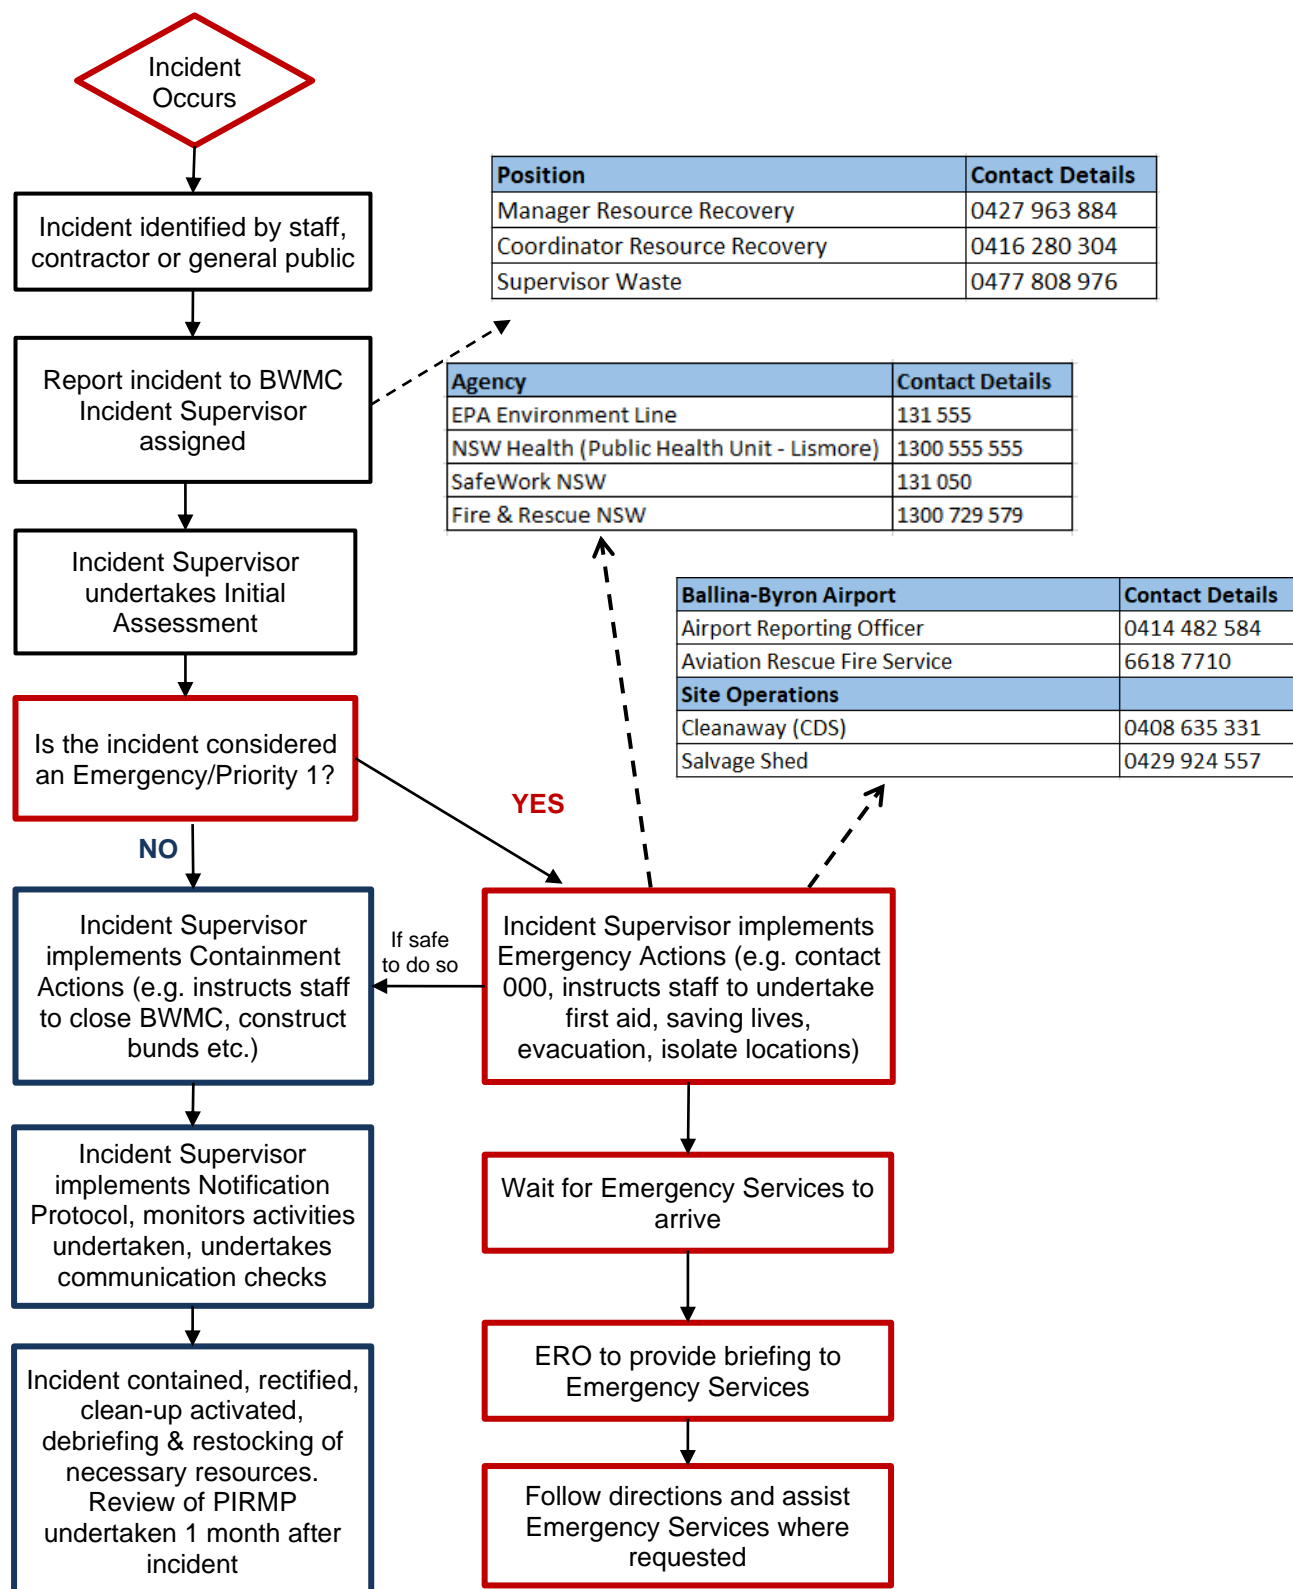 Incident
Occurs
Incident identified by staff,
contractor or general public
Report incident to BWMC
Incident Supervisor
assigned
Position Contact Details
Manager Resource Recovery 0427 963 884
Coordinator Resource Recovery 0416 280 304
Supervisor Waste 0477 808 976
Agency Contact Details
EPA Environment Line 131 555
NSW Health (Public Health Unit - Lismore) 1300 555 555
SafeWork NSW 131 050
Fire & Rescue NSW 1300 729 579
Incident Supervisor
undertakes Initial
Assessment
Ballina-Byron Airport Contact Details
Airport Reporting Officer 0414 482 584
Aviation Rescue Fire Service 6618 7710
Site Operations
Cleanaway (CDS) 0408 635 331
Salvage Shed 0429 924 557
Is the incident considered
an Emergency/Priority 1?
YES
NO
Incident Supervisor
implements Containment
Actions (e.g. instructs staff
to close BWMC, construct
bunds etc.)
If safe
to do so
Incident Supervisor implements
Emergency Actions (e.g. contact
000, instructs staff to undertake
first aid, saving lives,
evacuation, isolate locations)
Incident Supervisor
implements Notification
Protocol, monitors activities
undertaken, undertakes
communication checks
Wait for Emergency Services to
arrive
Incident contained, rectified,
clean-up activated,
debriefing & restocking of
necessary resources.
Review of PIRMP
undertaken 1 month after
incident
ERO to provide briefing to
Emergency Services
Follow directions and assist
Emergency Services where
requested